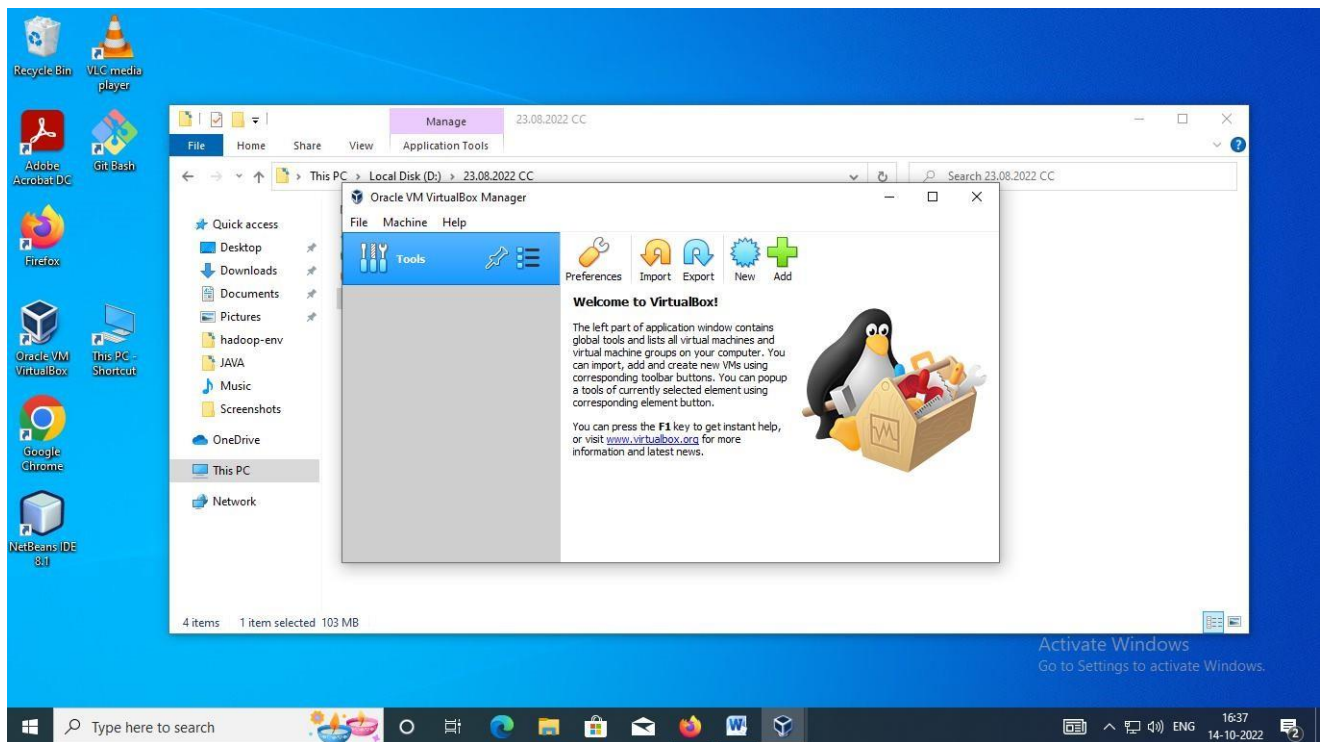 Recycle Bin
VLC media
player
Adobe
Acrobat DC
Git Bash
Firefox
Oracle VM
VirtualBox
This PC -
Shortcut
Google
Chrome
NetBeans IDE
8.1
Manage
23.08.2022 CC
File Home Share View Application Tools
This PC > Local Disk (D:) > 23.08.2022 CC
Search 23.08.2022 CC
Quick access
Desktop
Downloads
Documents
Pictures
hadoop-env
JAVA
Music
Screenshots
OneDrive
This PC
Network
4 items 1 item selected 103 MB
Oracle VM VirtualBox Manager
File Machine Help
Tools
Preferences Import Export New Add
Welcome to VirtualBox!
The left part of application window contains
global tools and lists all virtual machines and
virtual machine groups on your computer. You
can import, add and create new VMs using
corresponding toolbar buttons. You can popup
a tools of currently selected element using
corresponding element button.
You can press the F1 key to get instant help,
or visit www.virtualbox.org for more
information and latest news.
Activate Windows
Go to Settings to activate Windows.
Type here to search
W
ENG
16:37
14-10-2022
2